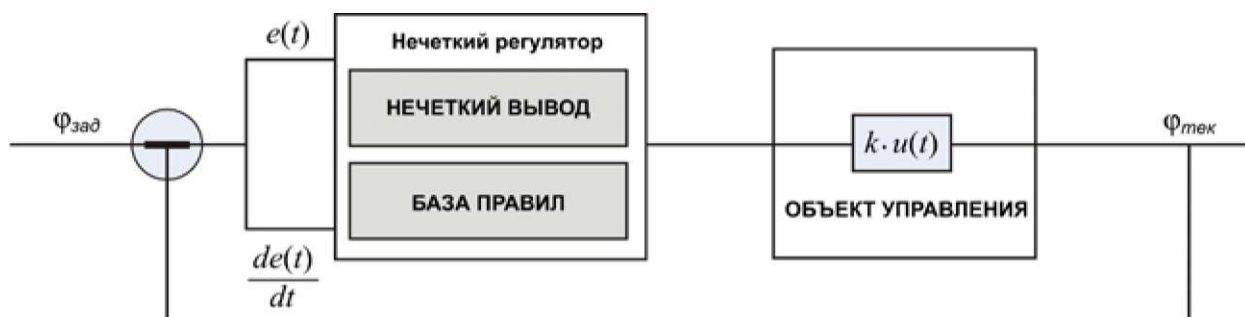 e(t)
Нечеткий регулятор
НЕЧЕТКИЙ ВЫВОД
φзад
φтек
k·u(t)
БАЗА ПРАВИЛ
ОБЪЕКТ УПРАВЛЕНИЯ
de(t)
dt